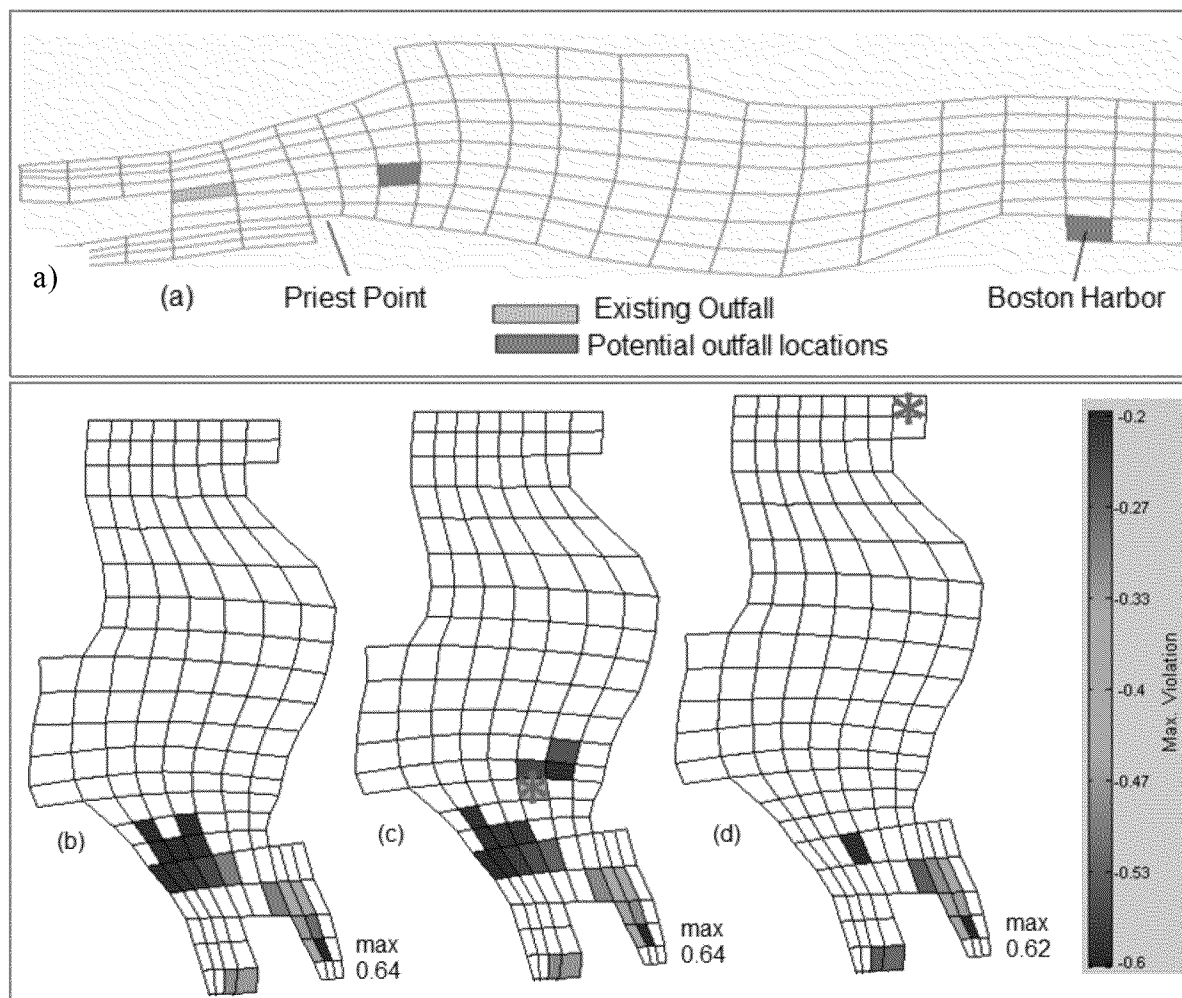 a)
(a)
Priest Point
Boston Harbor
Existing Outfall
Potential outfall locations
(b)
max
0.64
(c)
max
0.64
(d)
max
0.62
-0.2
-0.27
-0.33
-0.4
-0.47
-0.53
-0.6
Max. Violation